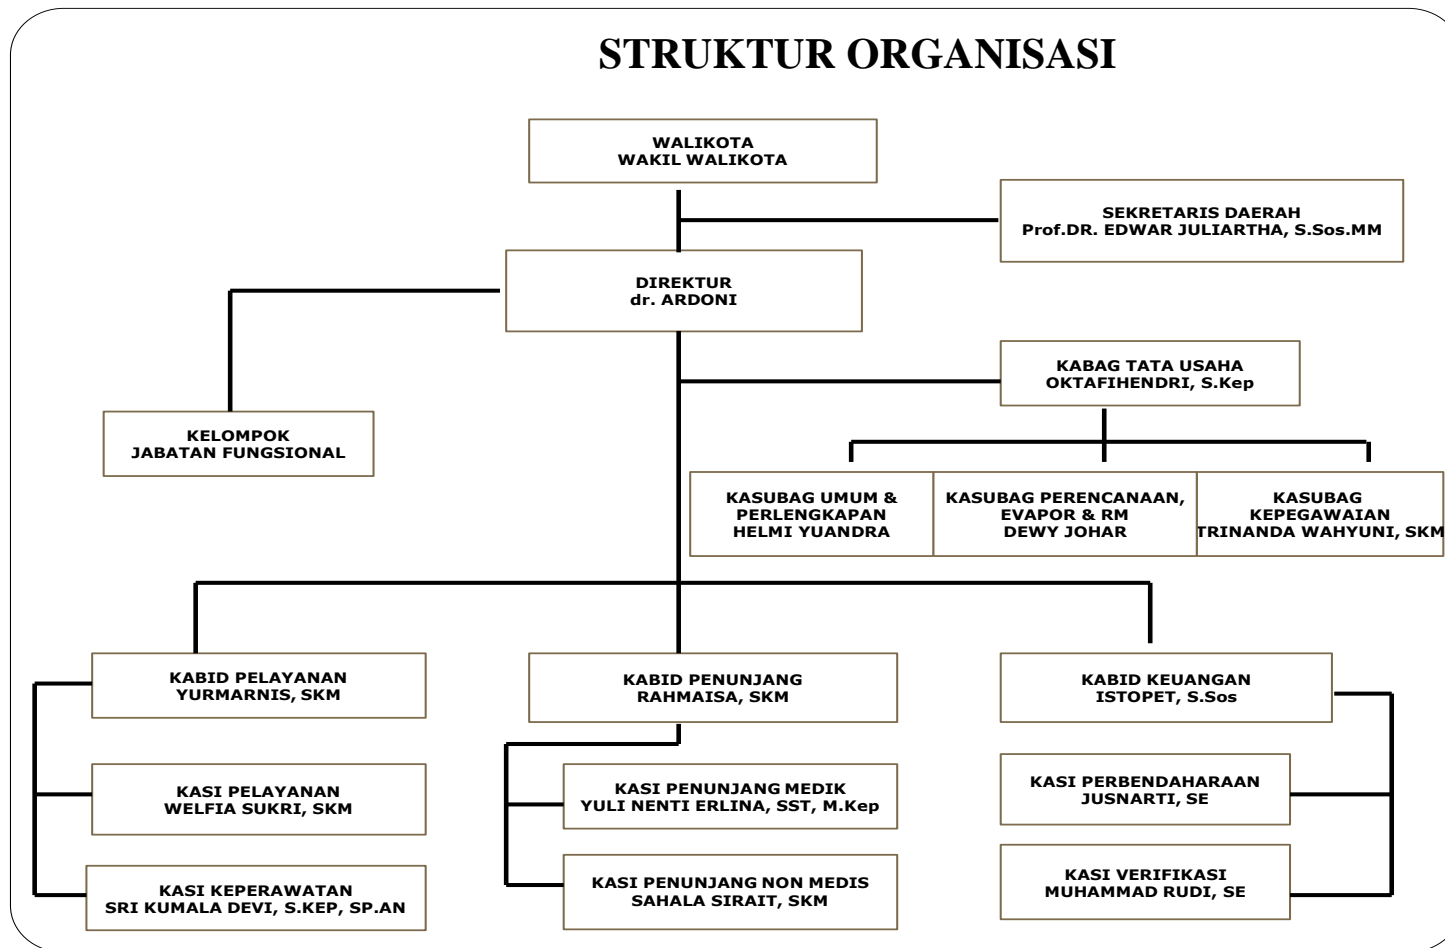 STRUKTUR ORGANISASI
WALIKOTA
WAKIL WALIKOTA
SEKRETARIS DAERAH
Prof.DR. EDWAR JULIARTHA, S.Sos.MM
DIREKTUR
dr. ARDONI
KABAG TATA USAHA
OKTAFIHENDRI, S.Kep
KELOMPOK
JABATAN FUNGSIONAL
KASUBAG UMUM &
PERLENGKAPAN
HELMI YUANDRA
KASUBAG PERENCANAAN,
EVAPOR & RM
DEWY JOHAR
KASUBAG
KEPEGAWAIAN
TRINANDA WAHYUNI, SKM
KABID PELAYANAN
YURMARNIS, SKM
KABID PENUNJANG
RAHMAISA, SKM
KABID KEUANGAN
ISTOPET, S.Sos
KASI PELAYANAN
WELFIA SUKRI, SKM
KASI PENUNJANG MEDIK
YULI NENTI ERLINA, SST, M.Kep
KASI PERBENDAHARAAN
JUSNARTI, SE
KASI KEPERAWATAN
SRI KUMALA DEVI, S.KEP, SP.AN
KASI PENUNJANG NON MEDIS
SAHALA SIRAIT, SKM
KASI VERIFIKASI
MUHAMMAD RUDI, SE